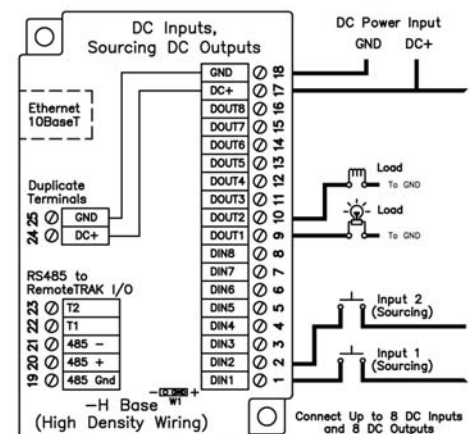 DC Inputs,
Sourcing DC Outputs
DC Power Input
GND DC+
Ethernet
10BaseT
GND 18
DC+ 17
DOUT8 16
DOUT7 15
DOUT6 14
DOUT5 13
DOUT4 12
DOUT3 11
DOUT2 10
DOUT1 9
DIN8 8
DIN7 7
DIN6 6
DIN5 5
DIN4 4
DIN3 3
DIN2 2
DIN1 1
Load
To GND
Load
To GND
Duplicate
Terminals
25 GND
24 DC+
RS485 to
RemoteTRAK I/O
23 T2
22 T1
21 485 -
20 485 +
19 485 Gnd
Input 2
(Sourcing)
Input 1
(Sourcing)
- +
W1
-H Base
(High Density Wiring)
Connect Up to 8 DC Inputs
and 8 DC Outputs